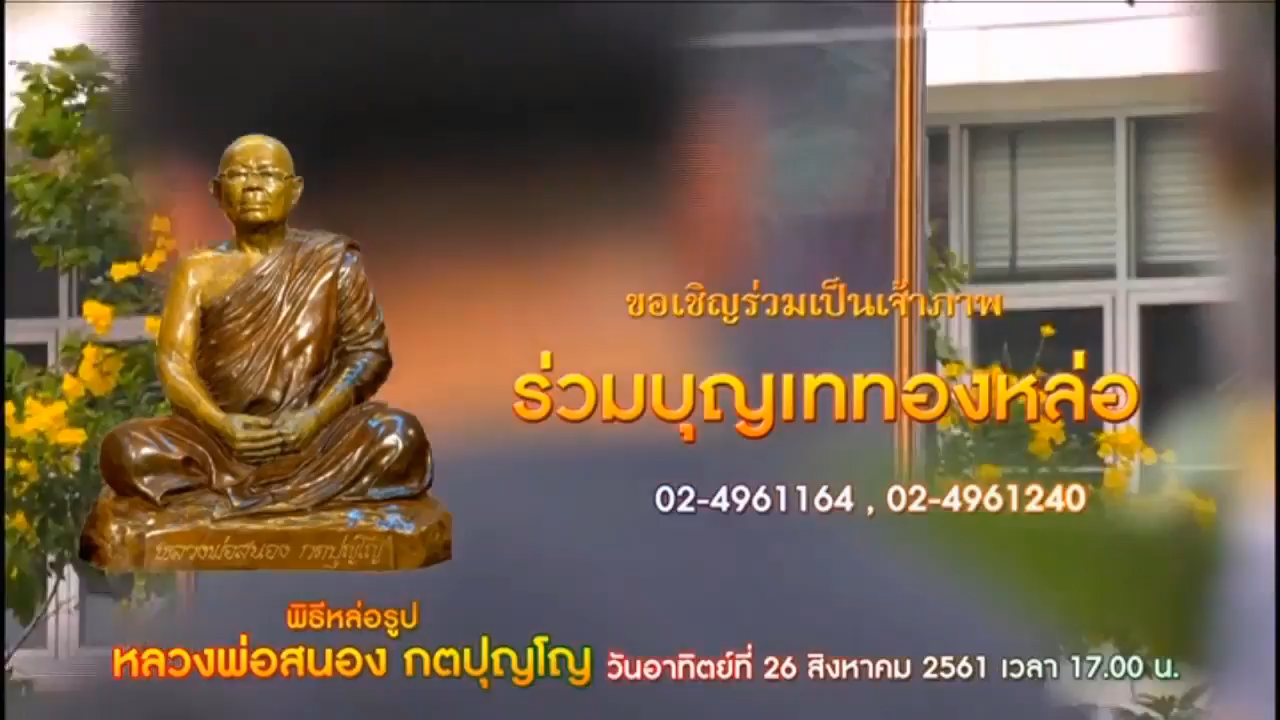 ขอเชิญร่วมเป็นเจ้าภาพ
ร่วมบุญเททองหล่อ
02-4961164 , 02-4961240
หลวงพ่อสนอง กตปุญโญ
พิธีหล่อรูป
หลวงพ่อสนอง กตปุญโญ วันอาทิตย์ที่ 26 สิงหาคม 2561 เวลา 17.00 น.